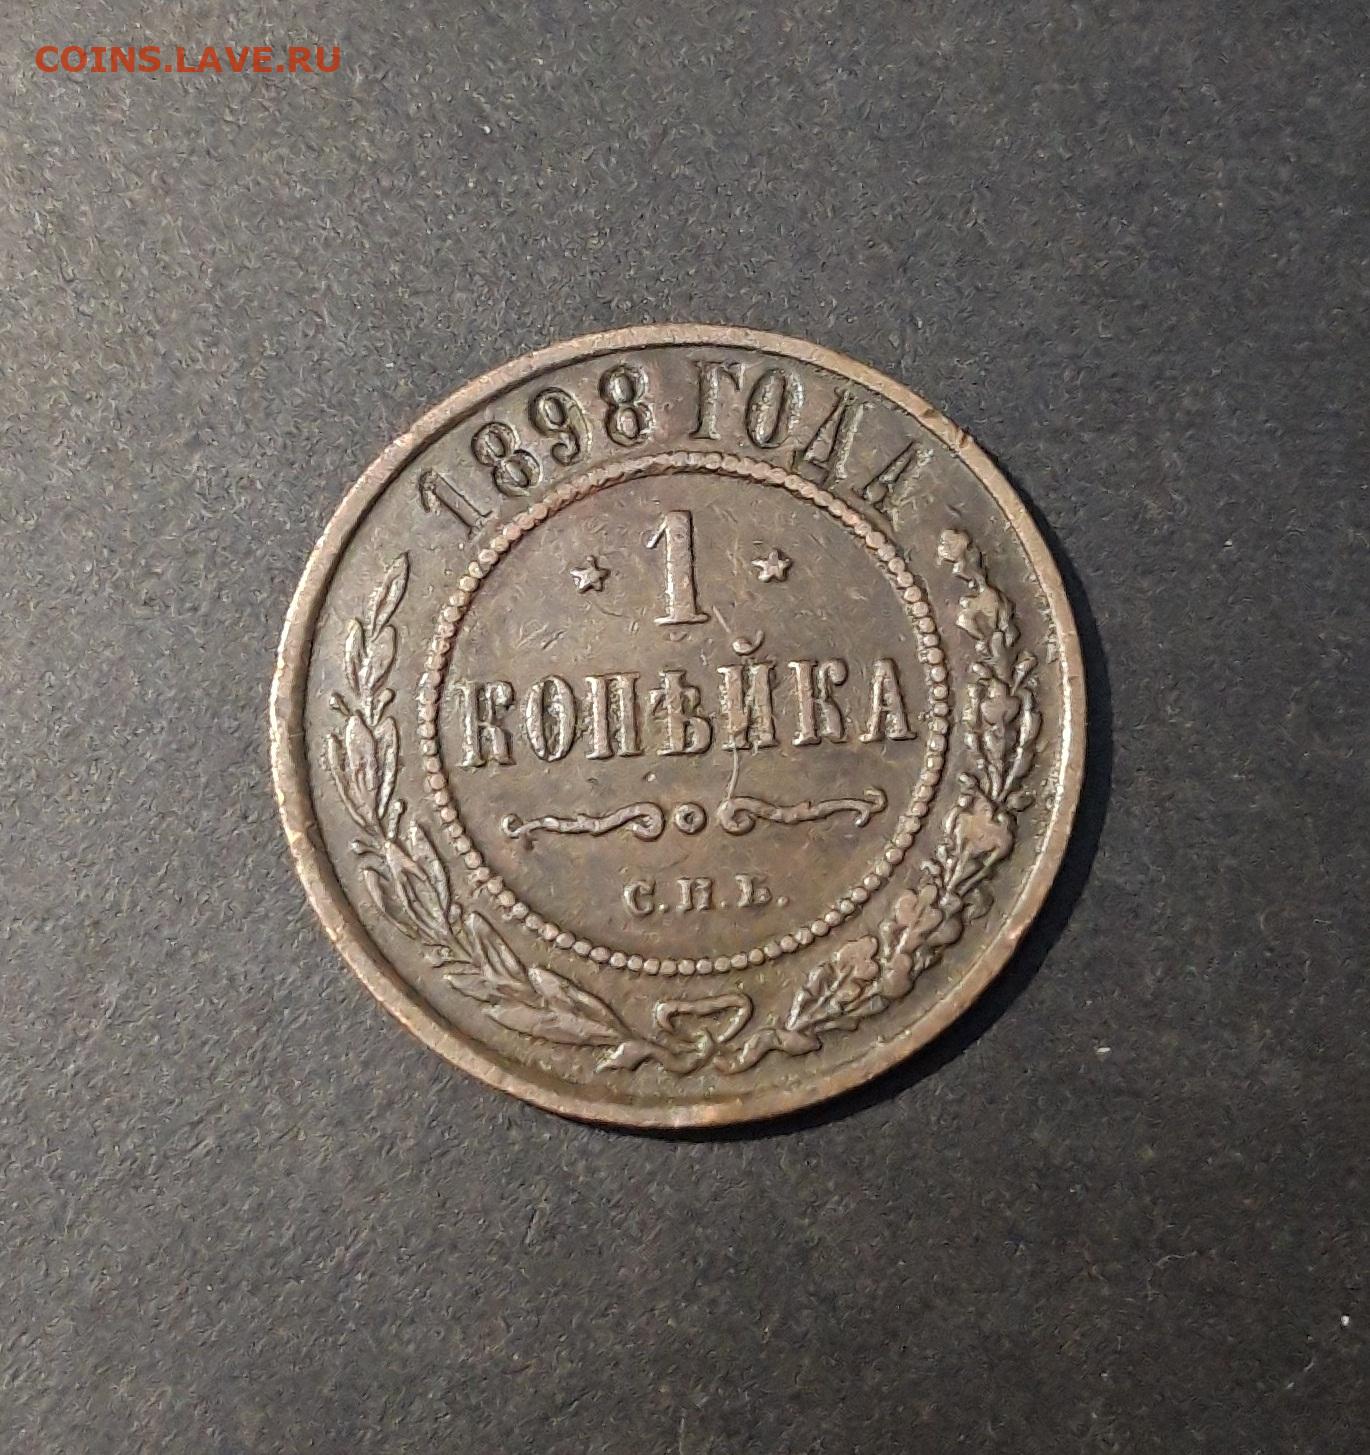 COINS.LAVE.RU
1898 ГОДА
1
КОПѢЙКА
С.П.Б.